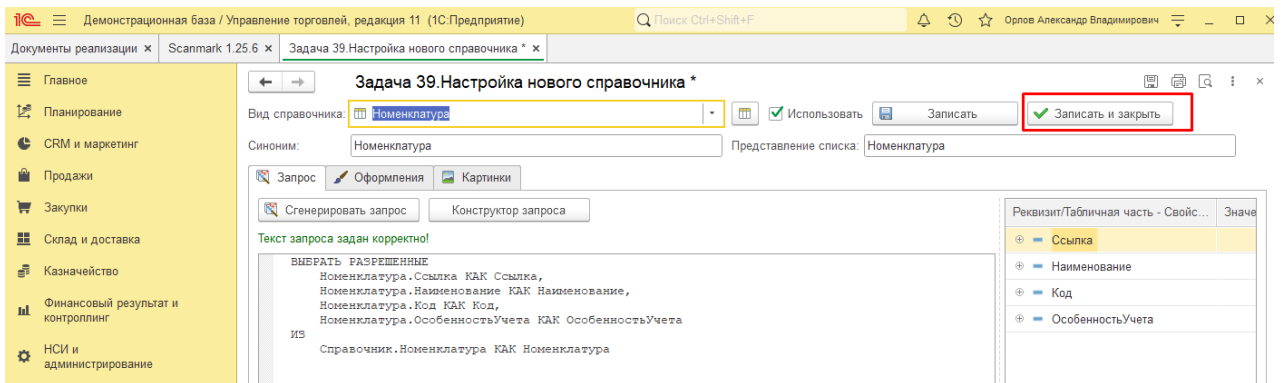 1С Демонстрационная база / Управление торговлей, редакция 11 (1С:Предприятие) Поиск Ctrl+Shift+F Орлов Александр Владимирович
Документы реализации × Scanmark 1.25.6 × Задача 39.Настройка нового справочника * ×
Главное
Планирование
CRM и маркетинг
Продажи
Закупки
Склад и доставка
Казначейство
Финансовый результат и
контроллинг
НСИ и
администрирование
Задача 39.Настройка нового справочника *
Вид справочника: Номенклатура Использовать Записать Записать и закрыть
Синоним: Номенклатура Представление списка: Номенклатура
Запрос Оформления Картинки
Сгенерировать запрос Конструктор запроса
Текст запроса задан корректно!
ВЫБРАТЬ РАЗРЕШЕННЫЕ
Номенклатура.Ссылка КАК Ссылка,
Номенклатура.Наименование КАК Наименование,
Номенклатура.Код КАК Код,
Номенклатура.ОсобенностьУчета КАК ОсобенностьУчета
ИЗ
Справочник.Номенклатура КАК Номенклатура
Реквизит/Табличная часть - Свойс... Значе
Ссылка
Наименование
Код
ОсобенностьУчета